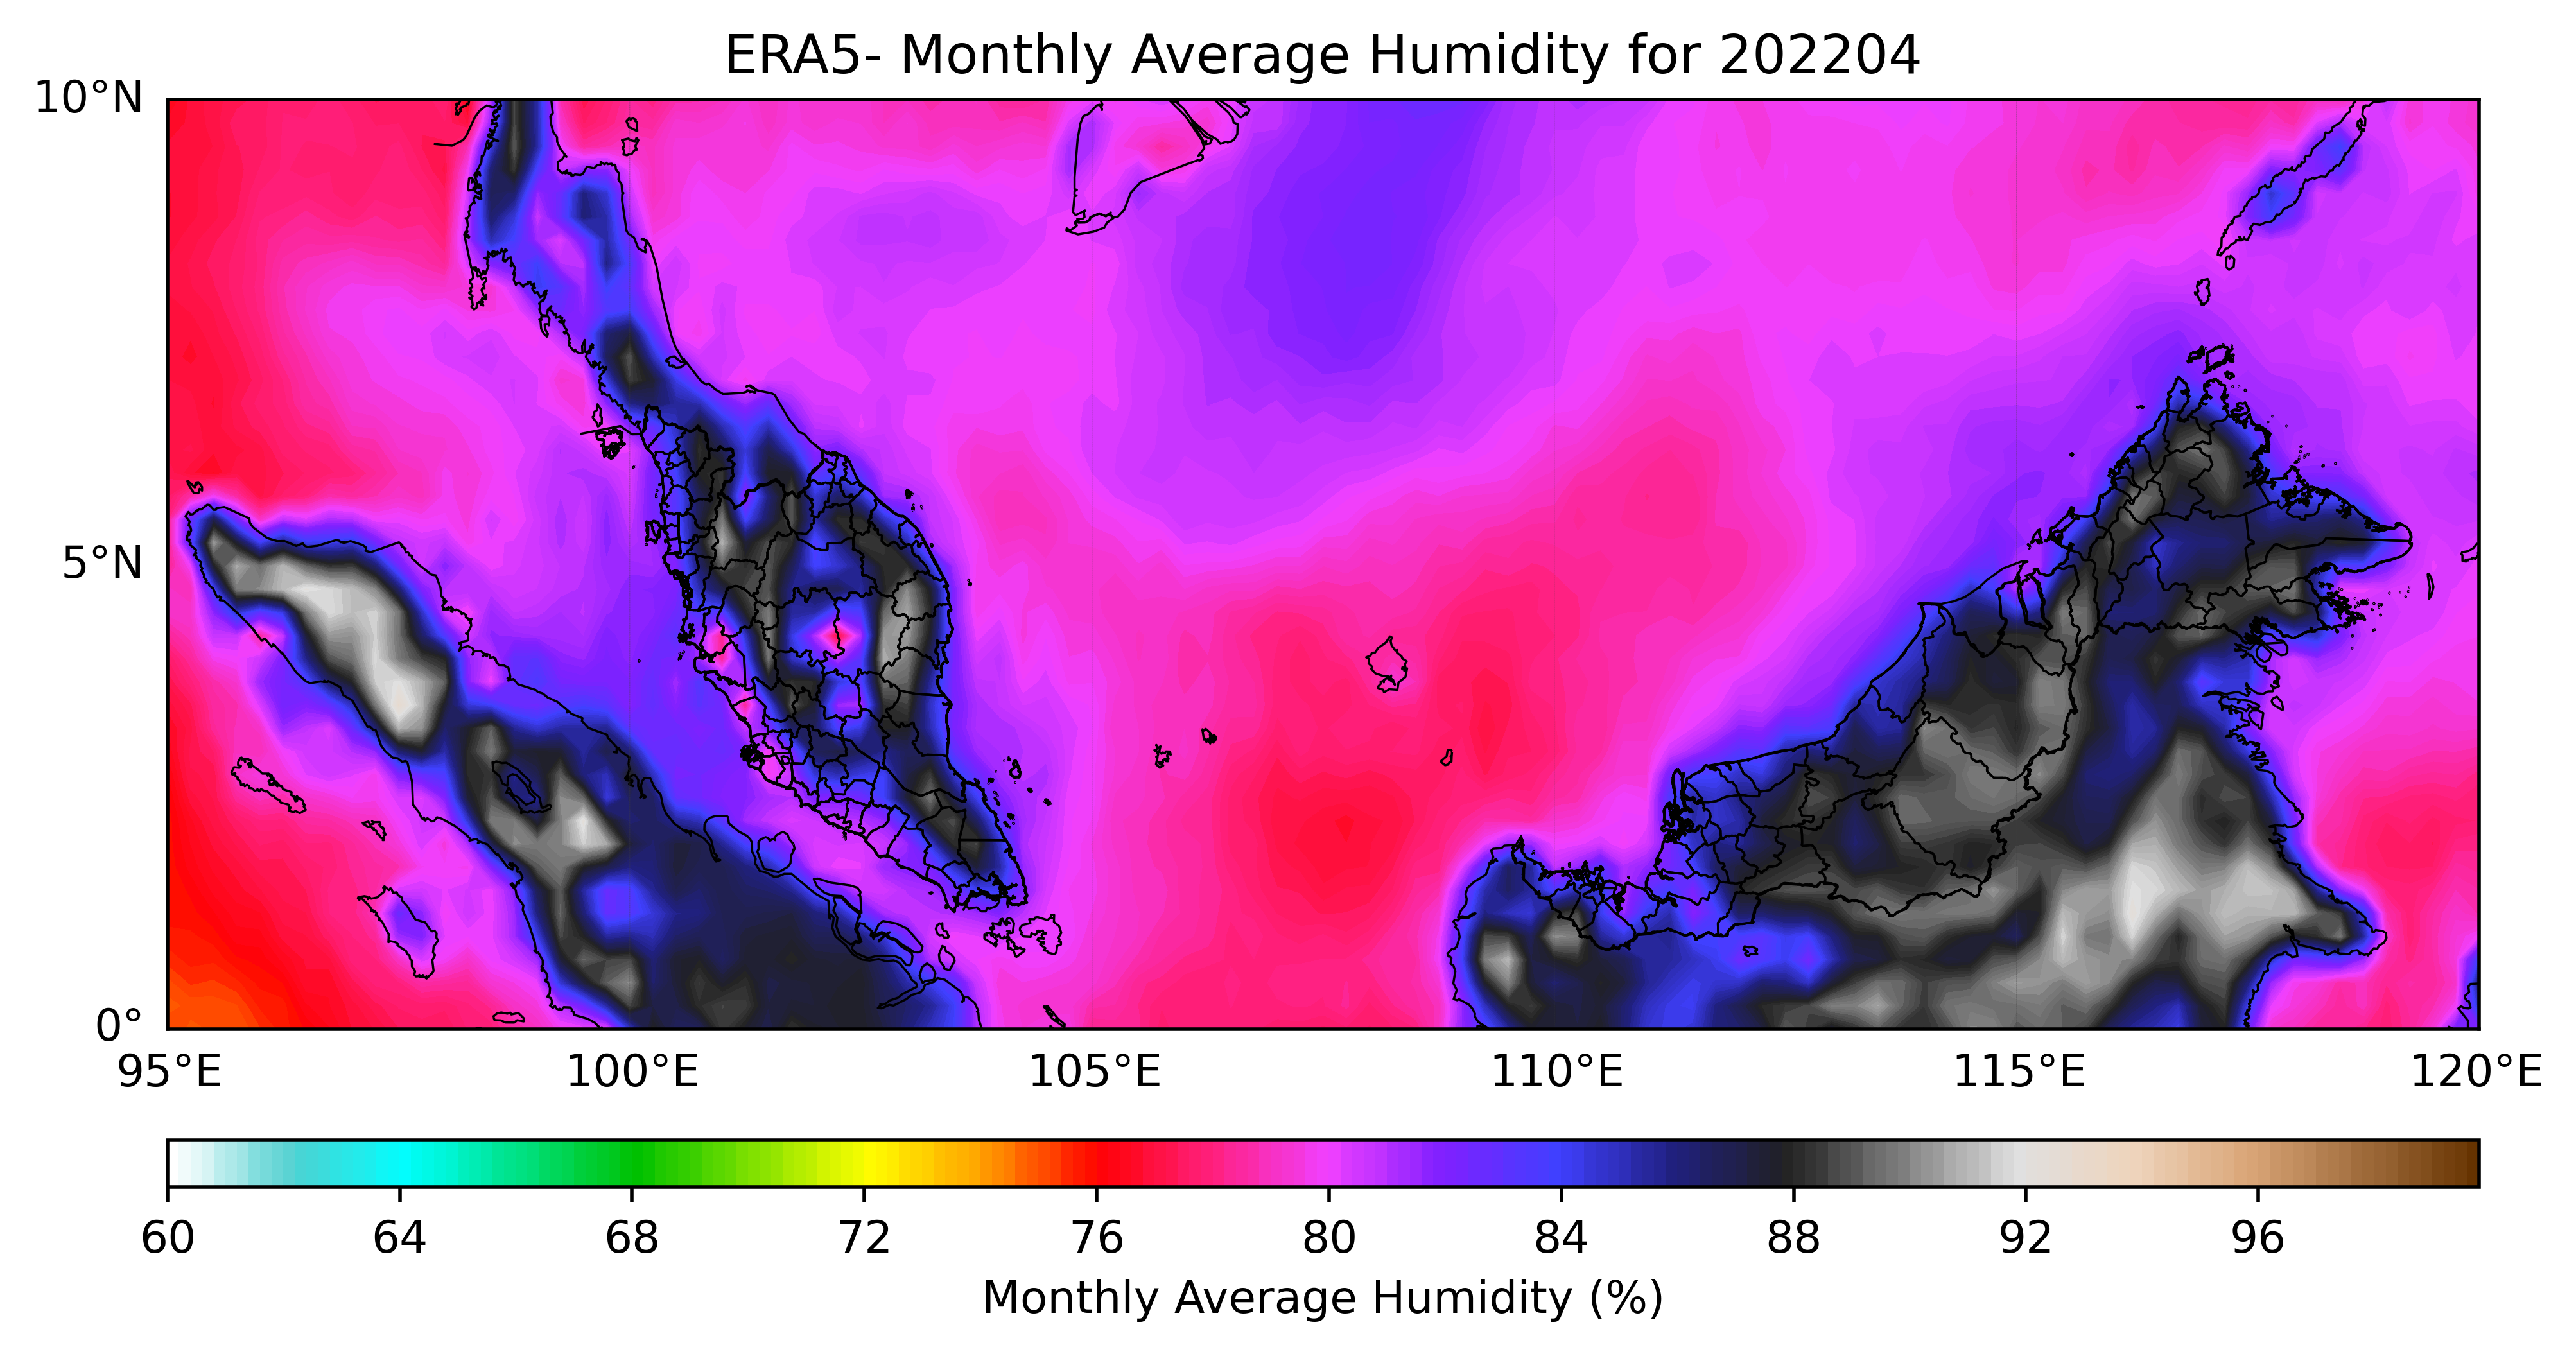 ERA5- Monthly Average Humidity for 202204
10°N
5°N
0°
95°E 100°E 105°E 110°E 115°E 120°E
60 64 68 72 76 80 84 88 92 96
Monthly Average Humidity (%)